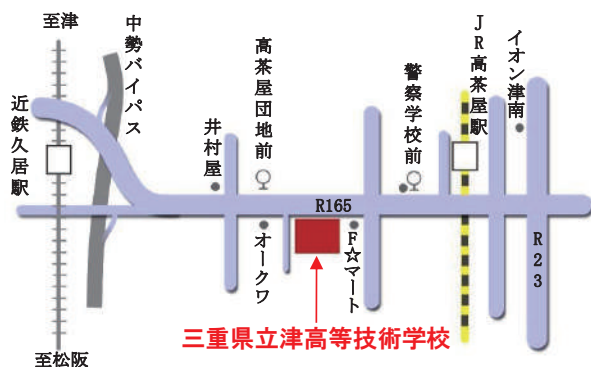 至津
中勢バイパス
近鉄久居駅
井村屋
高茶屋団地前
警察学校前
JR高茶屋駅
イオン津南
R165
オークワ
F☆マート
R23
三重県立津高等技術学校
至松阪